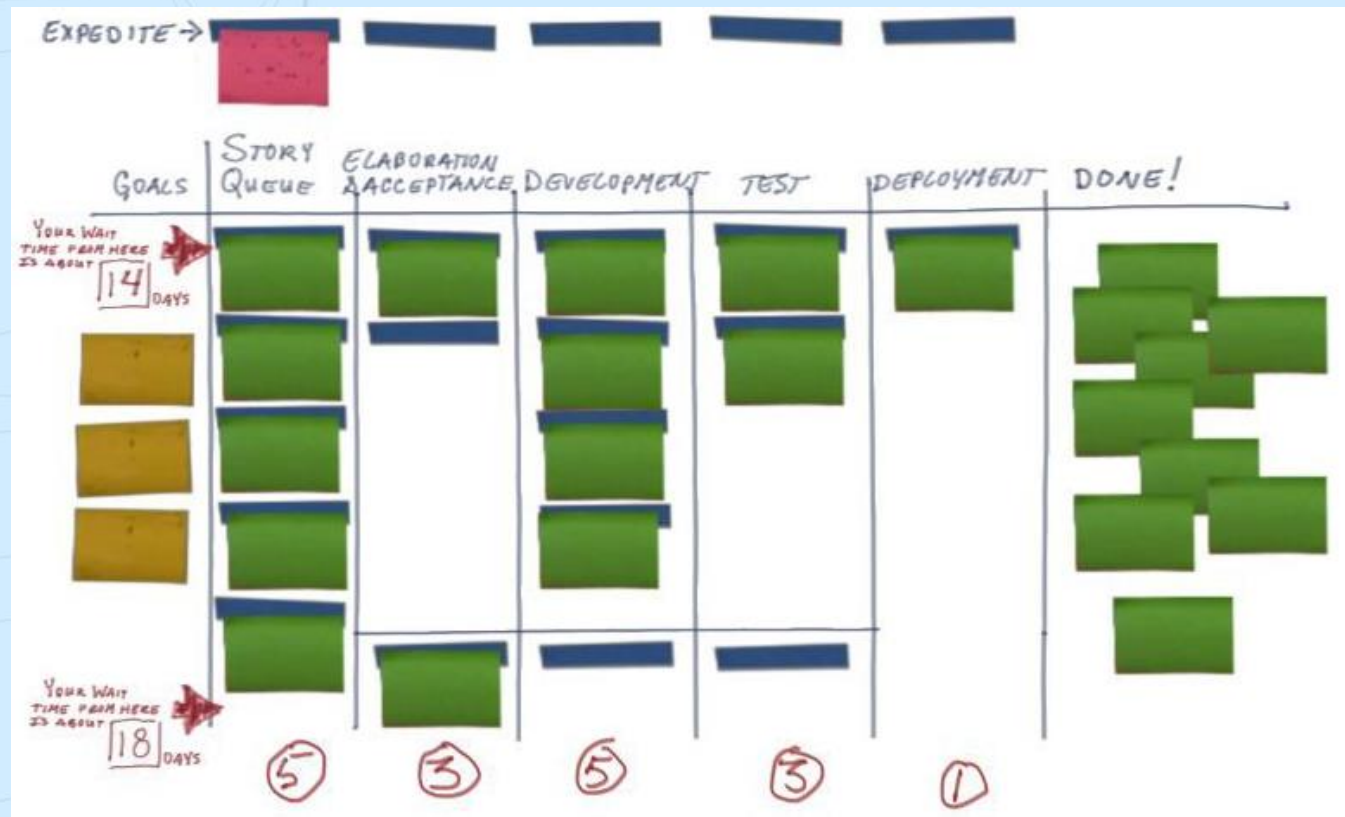 EXPEDITE →
GOALS
STORY
QUEUE
ELABORATION
& ACCEPTANCE
DEVELOPMENT
TEST
DEPLOYMENT
DONE!
YOUR WAIT
TIME FROM HERE
IS ABOUT
14 DAYS
YOUR WAIT
TIME FROM HERE
IS ABOUT
18 DAYS
5
3
5
3
1